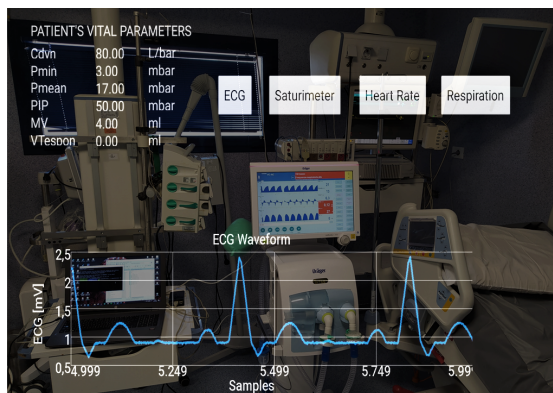 PATIENT'S VITAL PARAMETERS
Cdvn 80.00 L/bar
Pmin 3.00 mbar
Pmean 17.00 mbar
PIP 50.00 mbar
MV 4.00 ml
VTespon 0.00 ml
ECG Saturimeter Heart Rate Respiration
ECG Waveform
Dräger
ECG [mV]
2,5
2
1,5
1
0,5
4.999 5.249 5.499 5.749 5.99
Samples